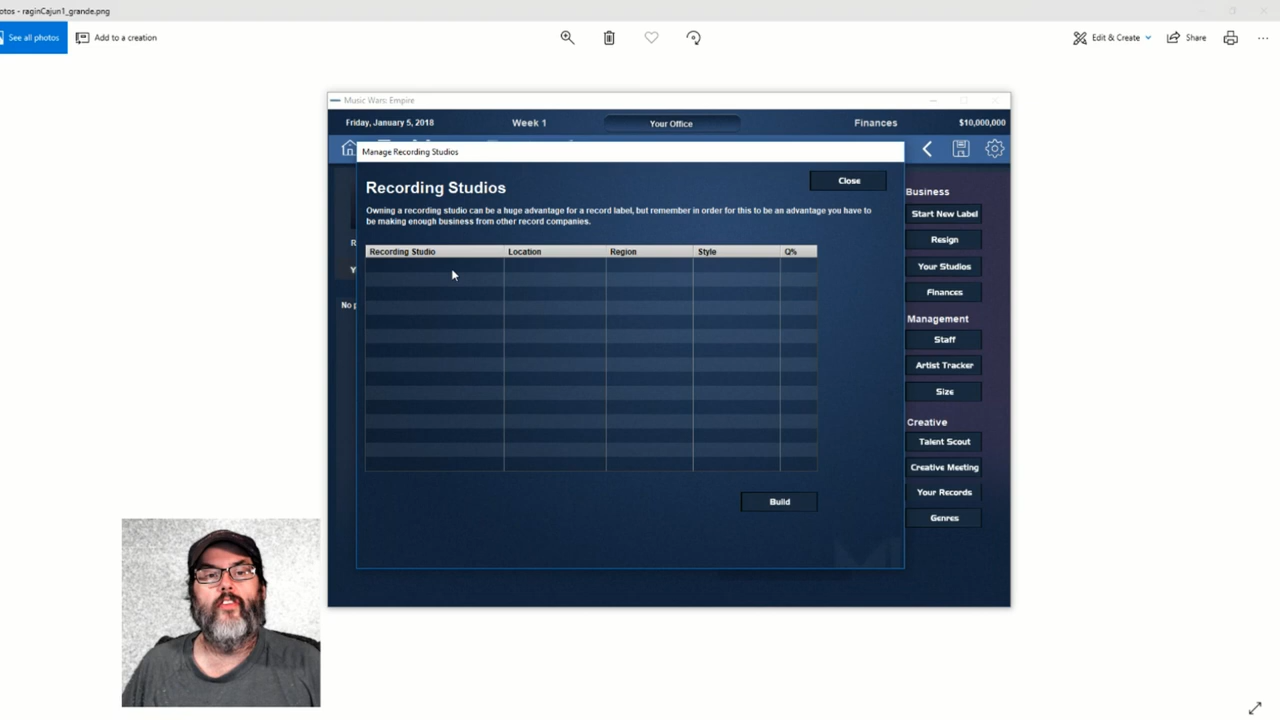 otos - raginCajun1_grande.png
See all photos
Add to a creation
Edit & Create
Share
Music Wars: Empire
Friday, January 5, 2018
Week 1
Your Office
Finances
$10,000,000
Manage Recording Studios
Recording Studios
Close
Owning a recording studio can be a huge advantage for a record label, but remember in order for this to be an advantage you have to
be making enough business from other record companies.
Recording Studio
Location
Region
Style
Q%
R
Y
No p
Build
Business
Start New Label
Resign
Your Studios
Finances
Management
Staff
Artist Tracker
Size
Creative
Talent Scout
Creative Meeting
Your Records
Genres